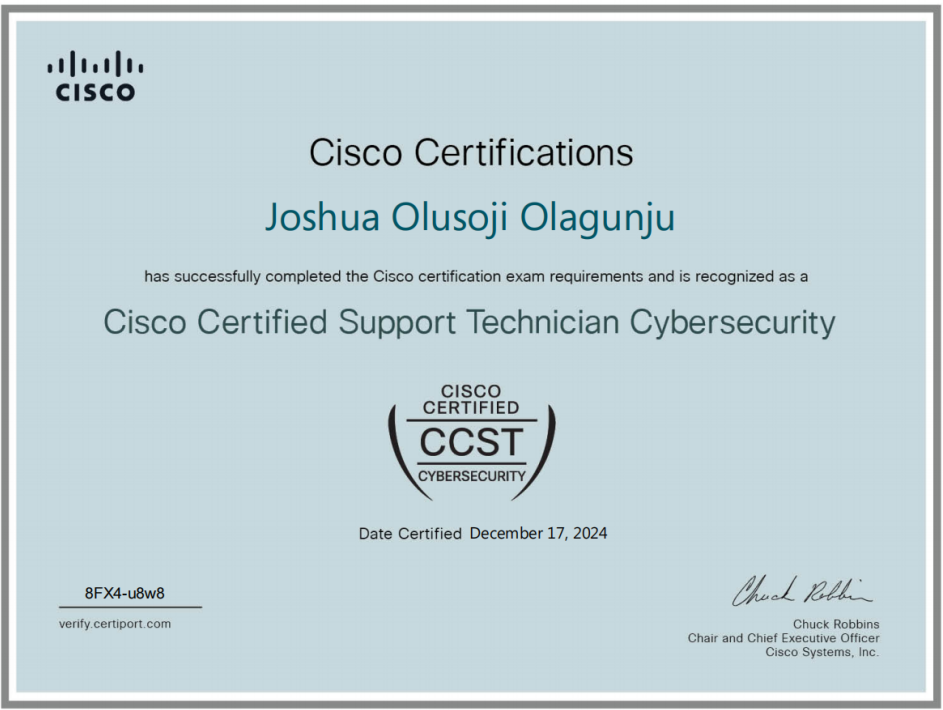 CISCO
Cisco Certifications
Joshua Olusoji Olagunju
has successfully completed the Cisco certification exam requirements and is recognized as a
Cisco Certified Support Technician Cybersecurity
CISCO
CERTIFIED
CCST
CYBERSECURITY
Date Certified December 17, 2024
8FX4-u8w8
verify.certiport.com
Chuck Robbins
Chuck Robbins
Chair and Chief Executive Officer
Cisco Systems, Inc.